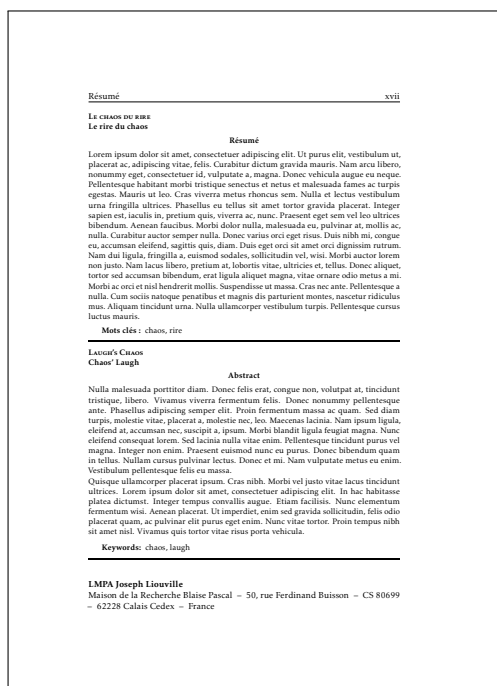 Résumé xvii
Le chaos du rire
Le rire du chaos
Résumé
Lorem ipsum dolor sit amet, consectetuer adipiscing elit. Ut purus elit, vestibulum ut,
placerat ac, adipiscing vitae, felis. Curabitur dictum gravida mauris. Nam arcu libero,
nonummy eget, consectetuer id, vulputate a, magna. Donec vehicula augue eu neque.
Pellentesque habitant morbi tristique senectus et netus et malesuada fames ac turpis
egestas. Mauris ut leo. Cras viverra metus rhoncus sem. Nulla et lectus vestibulum
urna fringilla ultrices. Phasellus eu tellus sit amet tortor gravida placerat. Integer
sapien est, iaculis in, pretium quis, viverra ac, nunc. Praesent eget sem vel leo ultrices
bibendum. Aenean faucibus. Morbi dolor nulla, malesuada eu, pulvinar at, mollis ac,
nulla. Curabitur auctor semper nulla. Donec varius orci eget risus. Duis nibh mi, congue
eu, accumsan eleifend, sagittis quis, diam. Duis eget orci sit amet orci dignissim rutrum.
Nam dui ligula, fringilla a, euismod sodales, sollicitudin vel, wisi. Morbi auctor lorem
non justo. Nam lacus libero, pretium at, lobortis vitae, ultricies et, tellus. Donec aliquet,
tortor sed accumsan bibendum, erat ligula aliquet magna, vitae ornare odio metus a mi.
Morbi ac orci et nisl hendrerit mollis. Suspendisse ut massa. Cras nec ante. Pellentesque a
nulla. Cum sociis natoque penatibus et magnis dis parturient montes, nascetur ridiculus
mus. Aliquam tincidunt urna. Nulla ullamcorper vestibulum turpis. Pellentesque cursus
luctus mauris.
Mots clés : chaos, rire
Laugh's Chaos
Chaos' Laugh
Abstract
Nulla malesuada porttitor diam. Donec felis erat, congue non, volutpat at, tincidunt
tristique, libero. Vivamus viverra fermentum felis. Donec nonummy pellentesque
ante. Phasellus adipiscing semper elit. Proin fermentum massa ac quam. Sed diam
turpis, molestie vitae, placerat a, molestie nec, leo. Maecenas lacinia. Nam ipsum ligula,
eleifend at, accumsan nec, suscipit a, ipsum. Morbi blandit ligula feugiat magna. Nunc
eleifend consequat lorem. Sed lacinia nulla vitae enim. Pellentesque tincidunt purus vel
magna. Integer non enim. Praesent euismod nunc eu purus. Donec bibendum quam
in tellus. Nullam cursus pulvinar lectus. Donec et mi. Nam vulputate metus eu enim.
Vestibulum pellentesque felis eu massa.
Quisque ullamcorper placerat ipsum. Cras nibh. Morbi vel justo vitae lacus tincidunt
ultrices. Lorem ipsum dolor sit amet, consectetuer adipiscing elit. In hac habitasse
platea dictumst. Integer tempus convallis augue. Etiam facilisis. Nunc elementum
fermentum wisi. Aenean placerat. Ut imperdiet, enim sed gravida sollicitudin, felis odio
placerat quam, ac pulvinar elit purus eget enim. Nunc vitae tortor. Proin tempus nibh
sit amet nisl. Vivamus quis tortor vitae risus porta vehicula.
Keywords: chaos, laugh
LMPA Joseph Liouville
Maison de la Recherche Blaise Pascal – 50, rue Ferdinand Buisson – CS 80699
– 62228 Calais Cedex – France